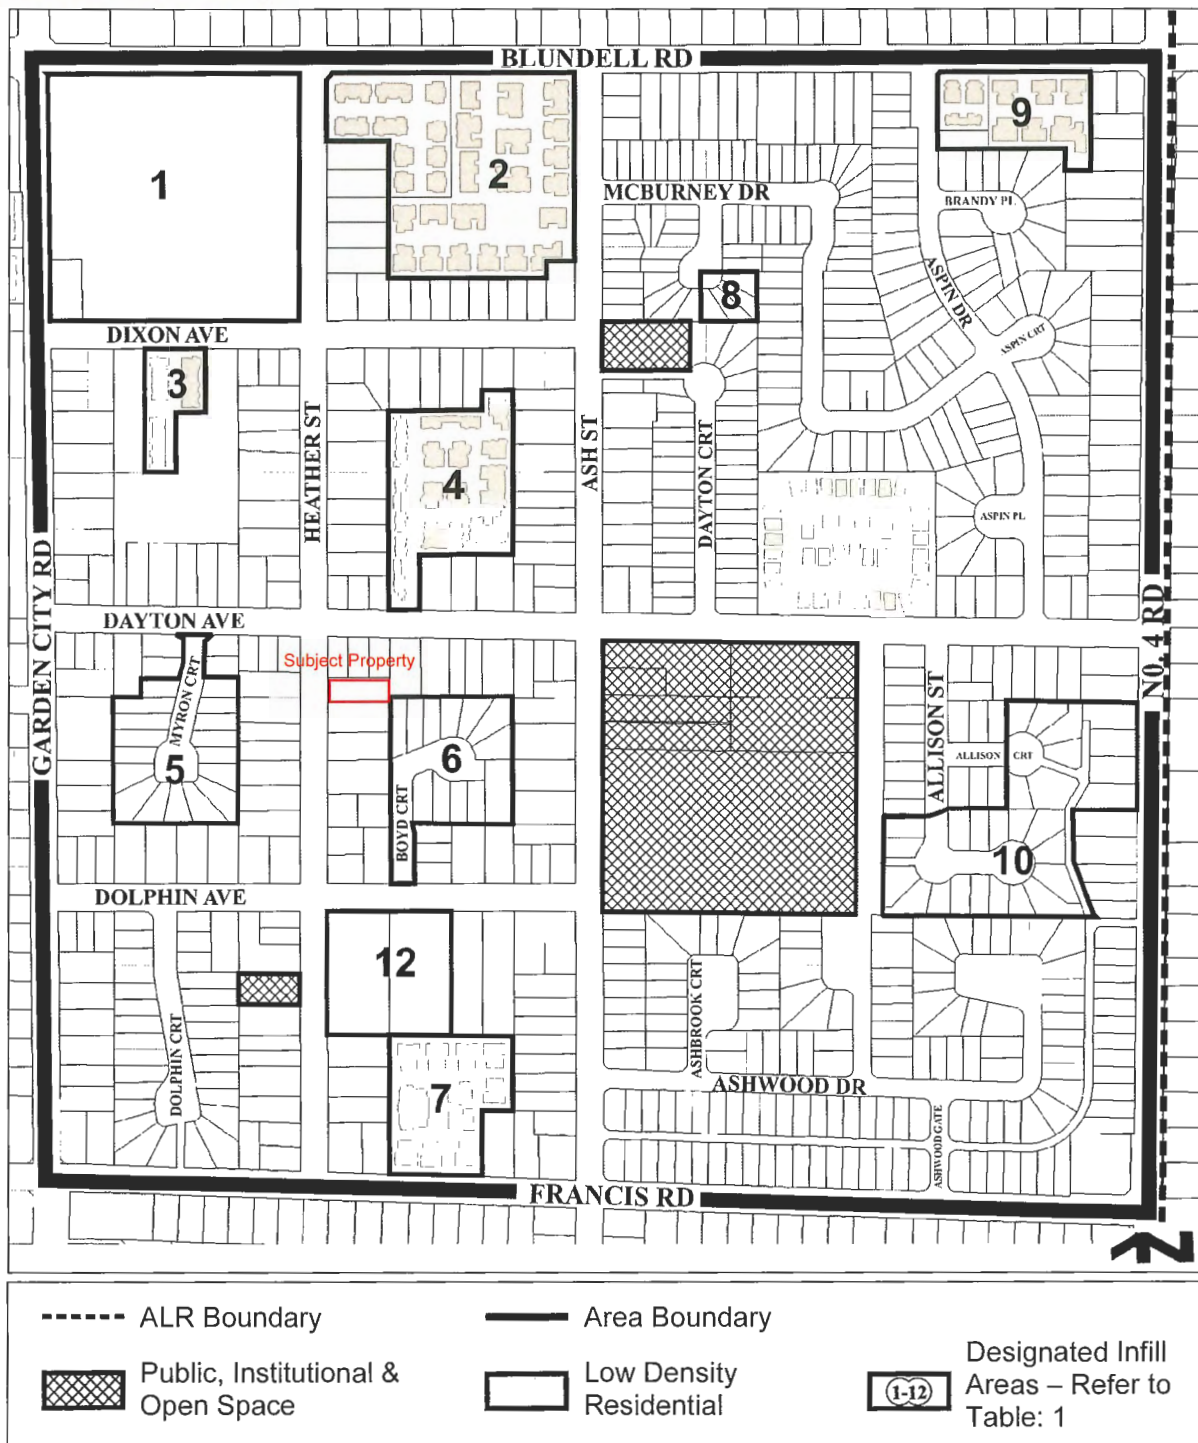 BLUNDELL RD
1
2
9
MCBURNEY DR
BRANDY PL
ASPIN DR
8
DIXON AVE
ASPIN CRT
3
HEATHER ST
ASH ST
DAYTON CRT
4
ASPIN PL
GARDEN CITY RD
DAYTON AVE
NO. 4 RD
Subject Property
MYRON CRT
5
6
BOYD CRT
ALLISON ST
ALLISON CRT
10
DOLPHIN AVE
12
DOLPHIN CRT
ASHBROOK CRT
7
ASHWOOD DR
ASHWOOD GATE
FRANCIS RD
Z
ALR Boundary
Area Boundary
Public, Institutional &
Open Space
Low Density
Residential
1-12
Designated Infill
Areas – Refer to
Table: 1